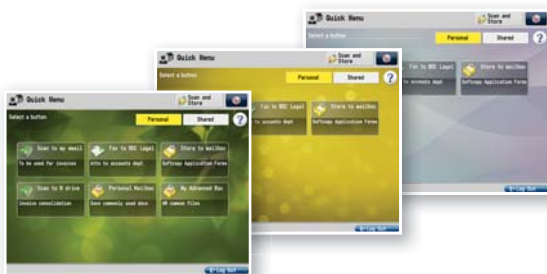 Quick Menu
Scan and
Store
Select a button
Personal
Shared
?
Fax to BEC Legal
Store to mailbox
to accounts dept
Softcopy Application Forms
Log Out
Quick Menu
Scan and
Store
Select a button
Personal
Shared
?
Fax to BEC Legal
Store to mailbox
to accounts dept
Softcopy Application Forms
Log Out
Quick Menu
Scan and
Store
Select a button
Personal
Shared
?
Scan to my email
Fax to BEC Legal
Store to mailbox
To be used for invoices
Attn to accounts dept.
Softcopy Application Forms
Scan to N drive
Personal Mailbox
My Advanced Box
Invoice consolidation
Save commonly used docs
HR common files
Log Out